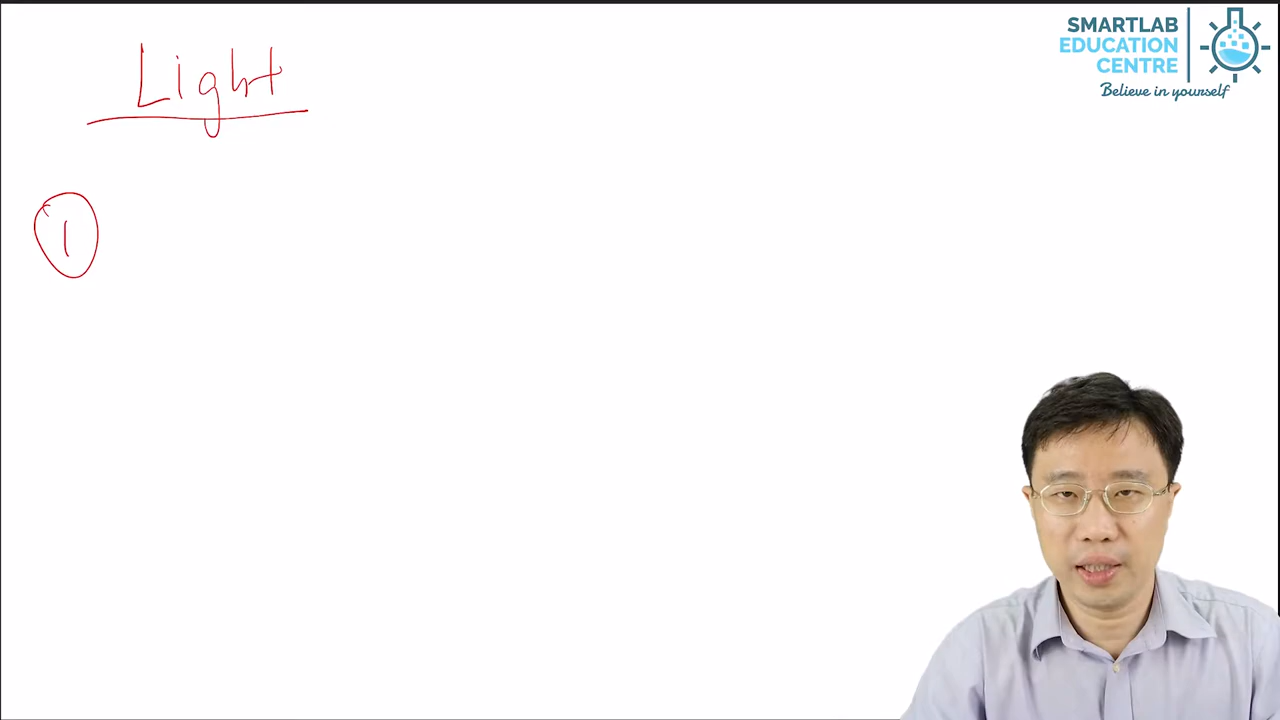 Light
SMARTLAB
EDUCATION
CENTRE
Believe in yourself
1